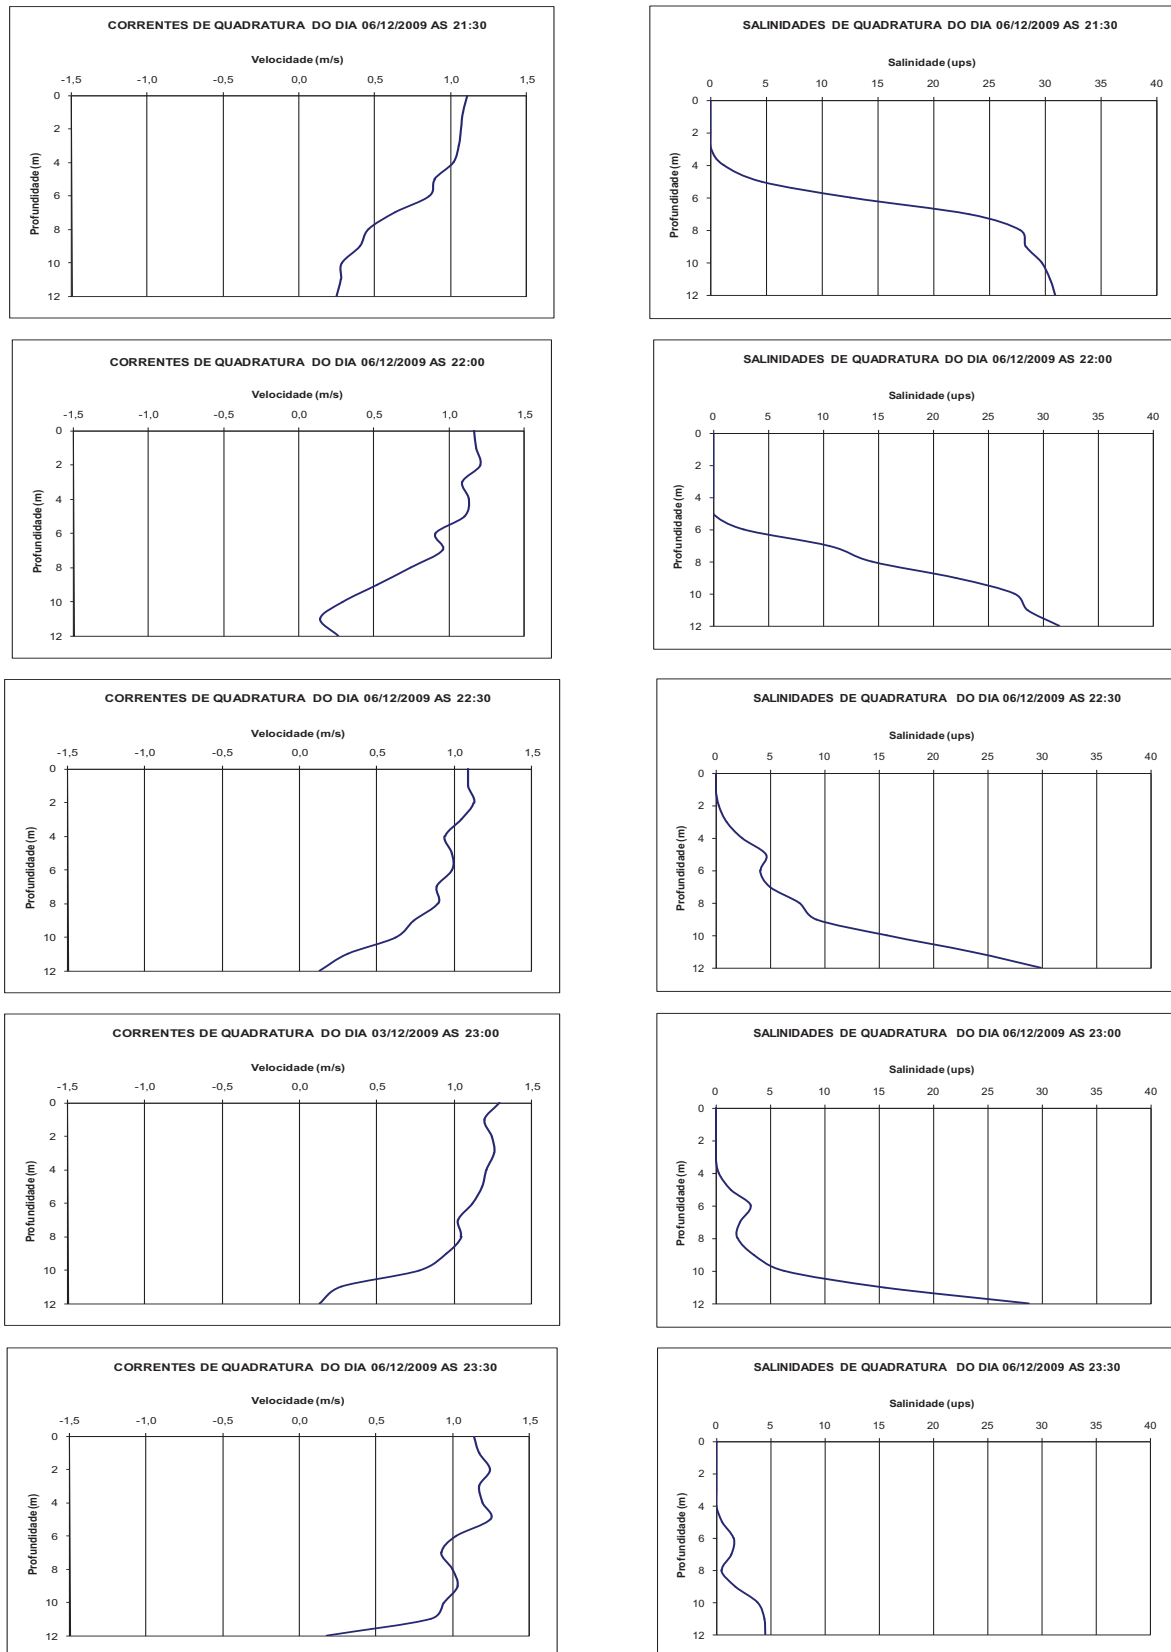 CORRENTES DE QUADRATURA DO DIA 06/12/2009 AS 21:30
Velocidade (m/s)
-1,5 -1,0 -0,5 0,0 0,5 1,0 1,5
0
2
4
6
8
10
12
Profundidade (m)
SALINIDADES DE QUADRATURA DO DIA 06/12/2009 AS 21:30
Salinidade (ups)
0 5 10 15 20 25 30 35 40
0
2
4
6
8
10
12
Profundidade (m)
CORRENTES DE QUADRATURA DO DIA 06/12/2009 AS 22:00
Velocidade (m/s)
-1,5 -1,0 -0,5 0,0 0,5 1,0 1,5
0
2
4
6
8
10
12
Profundidade (m)
SALINIDADES DE QUADRATURA DO DIA 06/12/2009 AS 22:00
Salinidade (ups)
0 5 10 15 20 25 30 35 40
0
2
4
6
8
10
12
Profundidade (m)
CORRENTES DE QUADRATURA DO DIA 06/12/2009 AS 22:30
Velocidade (m/s)
-1,5 -1,0 -0,5 0,0 0,5 1,0 1,5
0
2
4
6
8
10
12
Profundidade (m)
SALINIDADES DE QUADRATURA DO DIA 06/12/2009 AS 22:30
Salinidade (ups)
0 5 10 15 20 25 30 35 40
0
2
4
6
8
10
12
Profundidade (m)
CORRENTES DE QUADRATURA DO DIA 03/12/2009 AS 23:00
Velocidade (m/s)
-1,5 -1,0 -0,5 0,0 0,5 1,0 1,5
0
2
4
6
8
10
12
Profundidade (m)
SALINIDADES DE QUADRATURA DO DIA 06/12/2009 AS 23:00
Salinidade (ups)
0 5 10 15 20 25 30 35 40
0
2
4
6
8
10
12
Profundidade (m)
CORRENTES DE QUADRATURA DO DIA 06/12/2009 AS 23:30
Velocidade (m/s)
-1,5 -1,0 -0,5 0,0 0,5 1,0 1,5
0
2
4
6
8
10
12
Profundidade (m)
SALINIDADES DE QUADRATURA DO DIA 06/12/2009 AS 23:30
Salinidade (ups)
0 5 10 15 20 25 30 35 40
0
2
4
6
8
10
12
Profundidade (m)